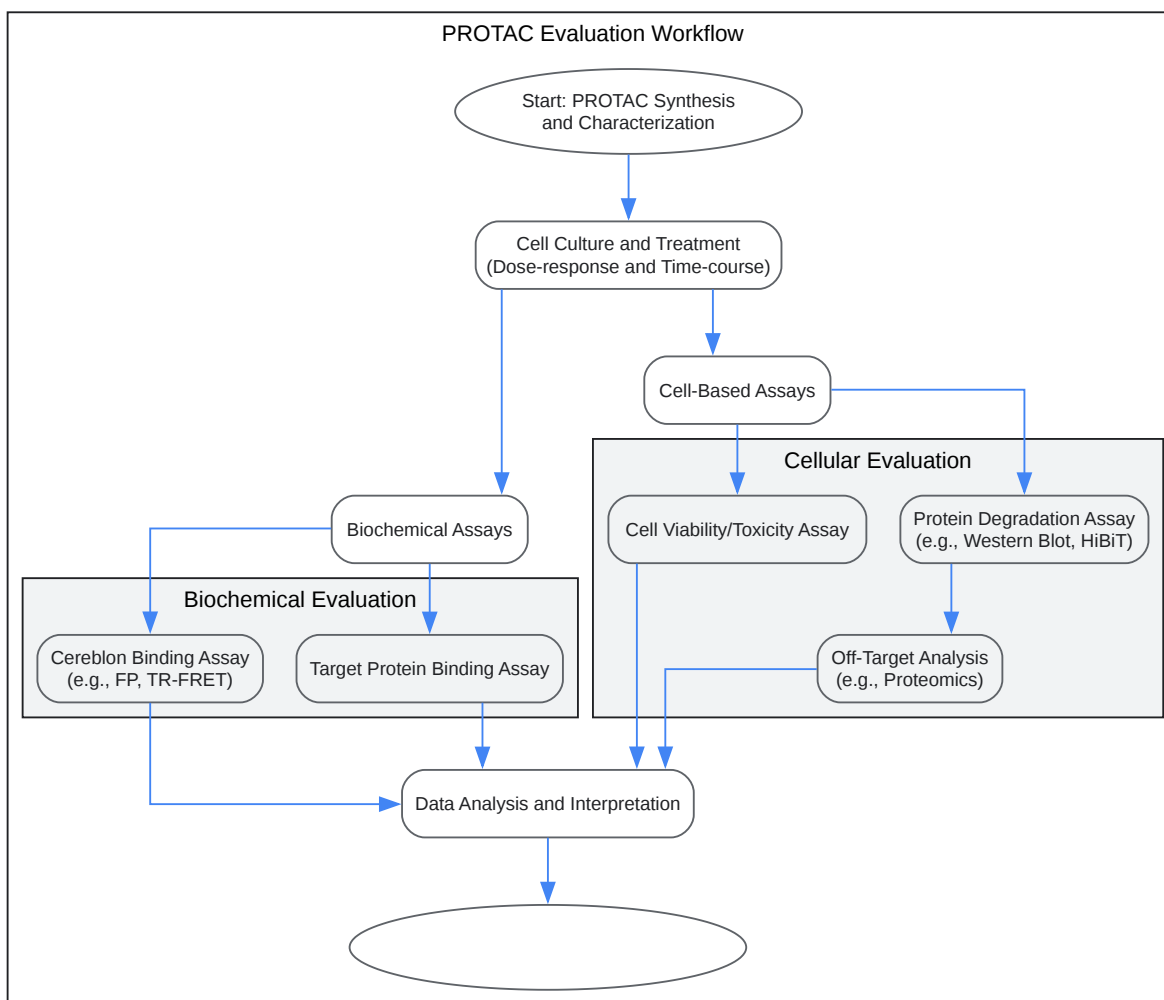 PROTAC Evaluation Workflow
Start: PROTAC Synthesis
and Characterization
Cell Culture and Treatment
(Dose-response and Time-course)
Cell-Based Assays
Cellular Evaluation
Biochemical Assays
Cell Viability/Toxicity Assay
Protein Degradation Assay
(e.g., Western Blot, HiBiT)
Biochemical Evaluation
Cereblon Binding Assay
(e.g., FP, TR-FRET)
Target Protein Binding Assay
Off-Target Analysis
(e.g., Proteomics)
Data Analysis and Interpretation